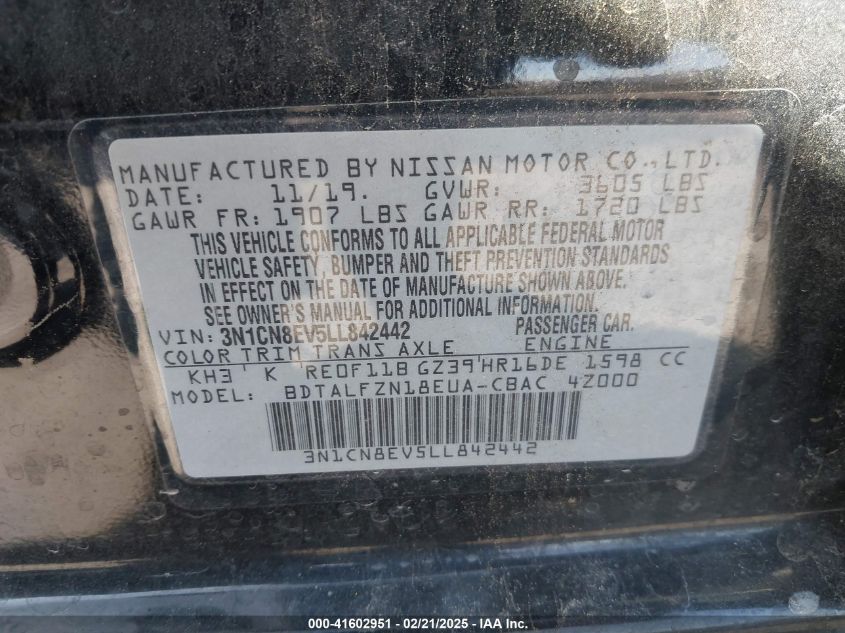 MANUFACTURED BY NISSAN MOTOR CO., LTD.
DATE: 11/19. GVWR: 3605 LBS
GAWR FR: 1907 LBS GAWR RR: 1720 LBS
THIS VEHICLE CONFORMS TO ALL APPLICABLE FEDERAL MOTOR
VEHICLE SAFETY, BUMPER AND THEFT PREVENTION STANDARDS
IN EFFECT ON THE DATE OF MANUFACTURE SHOWN ABOVE.
SEE OWNER'S MANUAL FOR ADDITIONAL INFORMATION.
VIN: 3N1CN8EV5LL842442 PASSENGER CAR.
COLOR TRIM TRANS AXLE ENGINE
KH3 K RE0F11B GZ39 HR16DE 1598 CC
MODEL: BDTALFZN18EUA-CBAC 4Z000
3N1CN8EV5LL842442
000-41602951 - 02/21/2025 - © IAA, Inc.